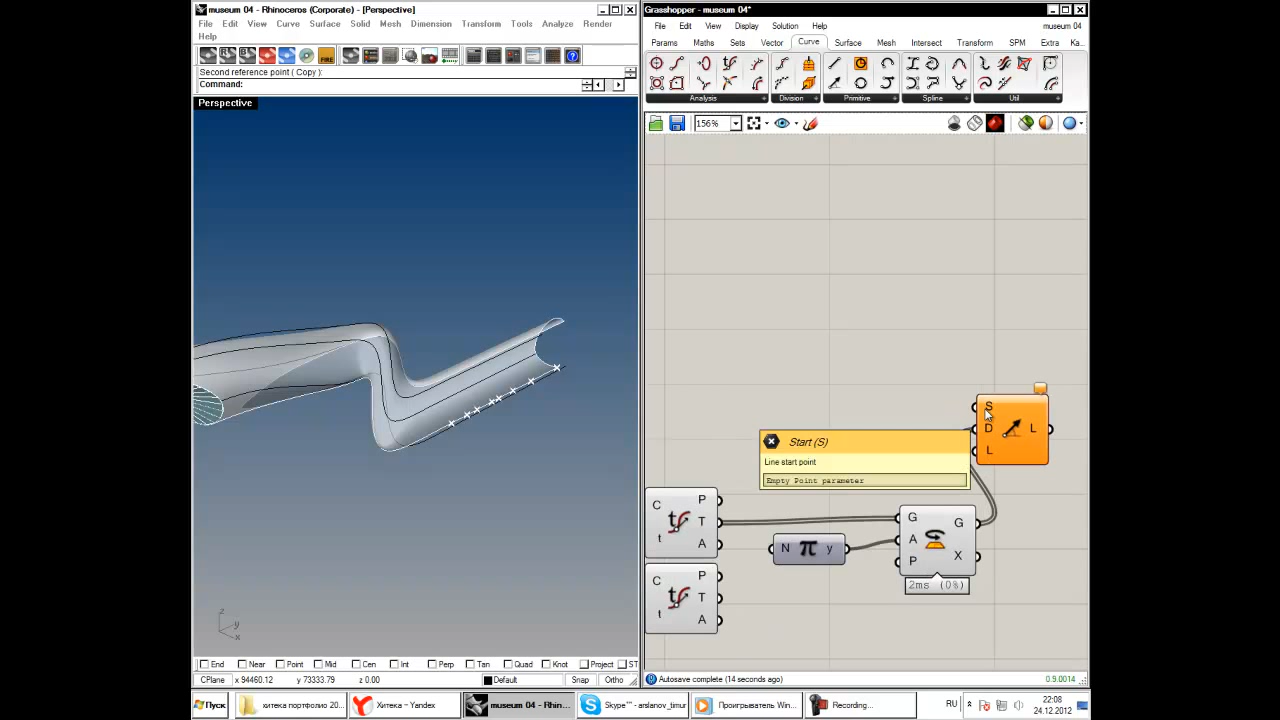 museum 04 - Rhinoceros (Corporate) - [Perspective]
File Edit View Curve Surface Solid Mesh Dimension Transform Tools Analyze Render
Help
Second reference point ( Copy ):
Command:
Perspective
z
y
x
End Near Point Mid Cen Int Perp Tan Quad Knot Project ST
CPlane x 94460.12 y 73333.79 z 0.00 Default Snap Ortho
Grasshopper - museum 04*
File Edit View Display Solution Help museum 04
Params Maths Sets Vector Curve Surface Mesh Intersect Transform SPM Extra Ka...
Analysis Division Primitive Spline Util
156%
S
D L
L
Start (S)
Line start point
Empty Point parameter
C P
T
t A
N π y
G G
A
P X
2ms (0%)
C P
T
t A
Autosave complete (14 seconds ago) 0.9.0014
Пуск хитека портфолио 20... Хитека – Yandex museum 04 - Rhin... Skype™ - arslanov_timur Проигрыватель Win... Recording... RU 22:08
24.12.2012